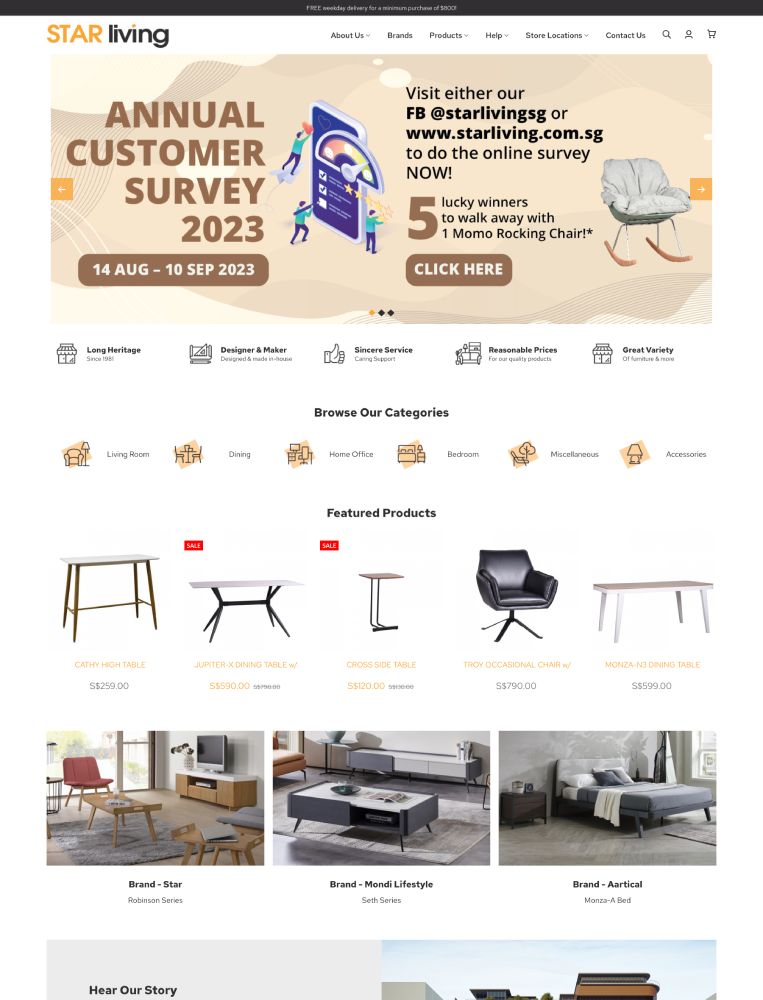 FREE weekday delivery for a minimum purchase of $800!
STAR living
About Us
Brands
Products
Help
Store Locations
Contact Us
ANNUAL
CUSTOMER
SURVEY
2023
14 AUG – 10 SEP 2023
Visit either our
FB @starlivingsg or
www.starliving.com.sg
to do the online survey
NOW!
5 lucky winners
to walk away with
1 Momo Rocking Chair!*
CLICK HERE
Long Heritage
Since 1981
Designer & Maker
Designed & made in-house
Sincere Service
Caring Support
Reasonable Prices
For our quality products
Great Variety
Of furniture & more
Browse Our Categories
Living Room
Dining
Home Office
Bedroom
Miscellaneous
Accessories
Featured Products
SALE
SALE
CATHY HIGH TABLE
JUPITER-X DINING TABLE w/
CROSS SIDE TABLE
TROY OCCASIONAL CHAIR w/
MONZA-N3 DINING TABLE
S$259.00
S$590.00 S$790.00
S$120.00 S$130.00
S$790.00
S$599.00
Brand - Star
Robinson Series
Brand - Mondi Lifestyle
Seth Series
Brand - Aartical
Monza-A Bed
Hear Our Story